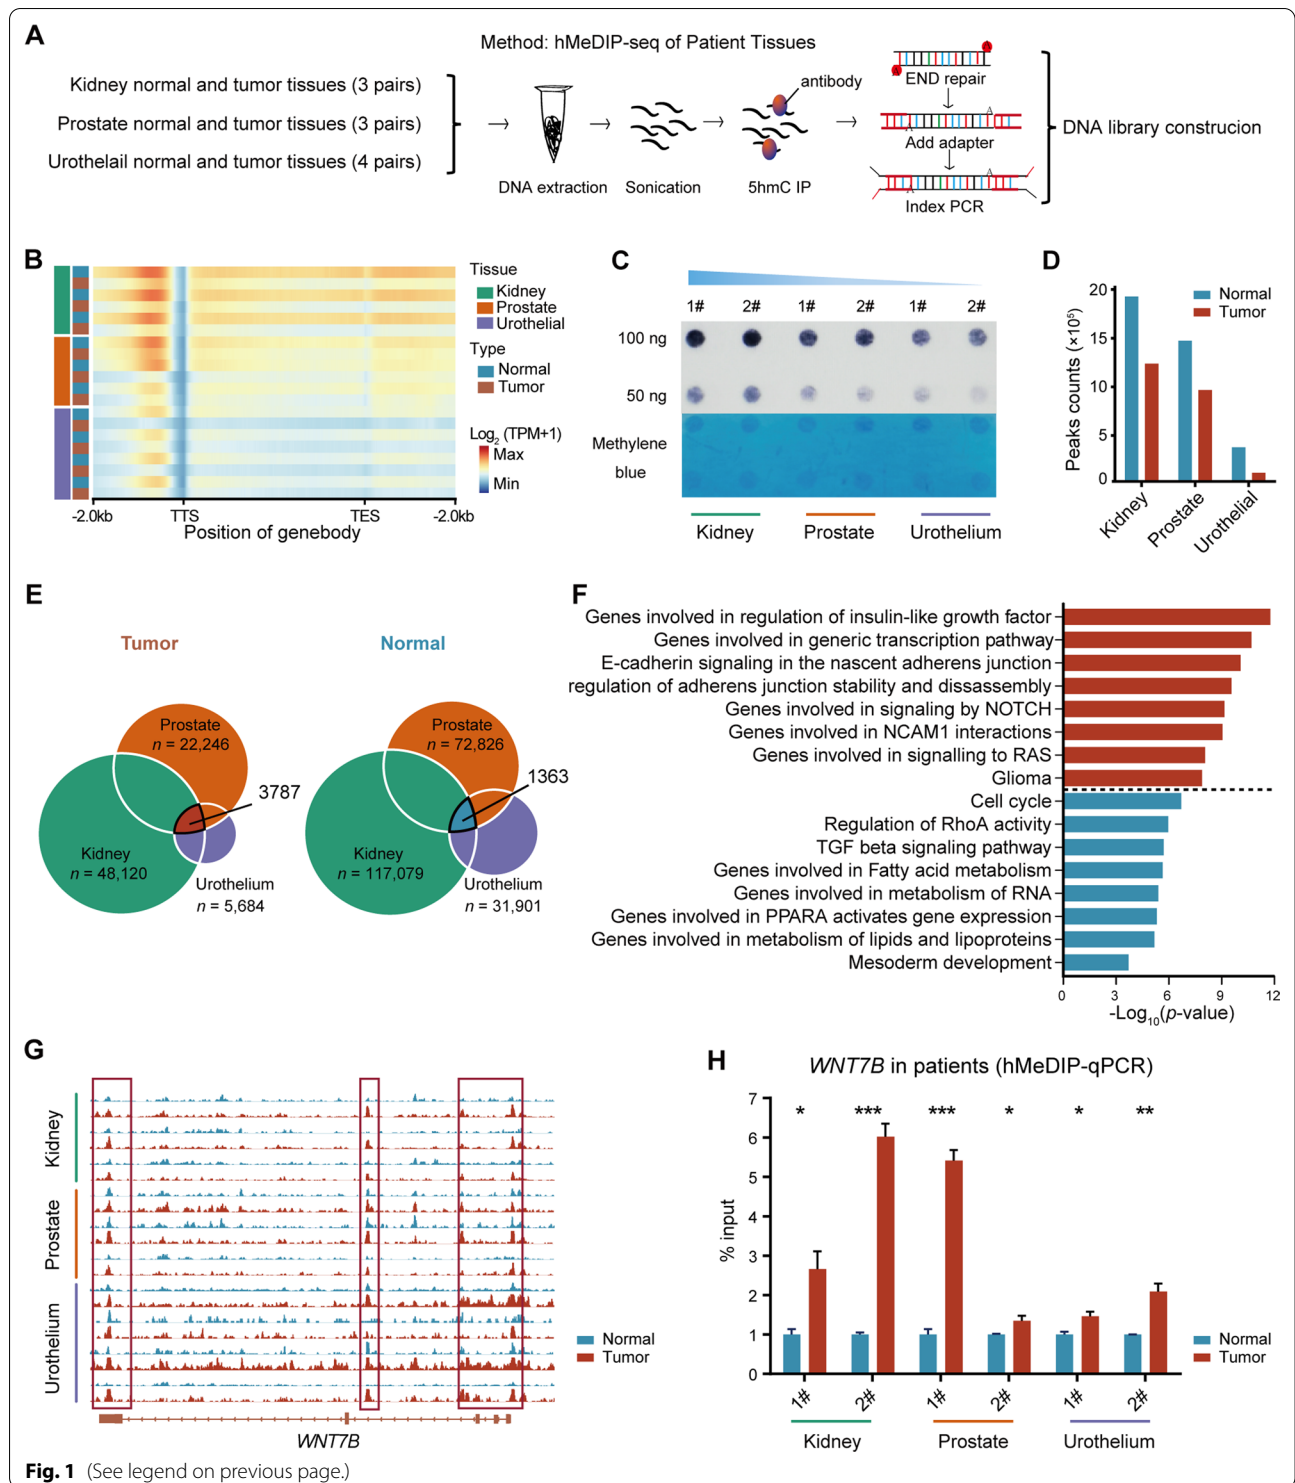 A
Method: hMeDIP-seq of Patient Tissues
Kidney normal and tumor tissues (3 pairs)
Prostate normal and tumor tissues (3 pairs)
Urothelail normal and tumor tissues (4 pairs)
antibody
DNA extraction
Sonication
5hmC IP
A
A
END repair
A
A
Add adapter
A
A
Index PCR
DNA library construcion
B
Tissue
Kidney
Prostate
Urothelial
Type
Normal
Tumor
Log2 (TPM+1)
Max
Min
-2.0kb TTS TES -2.0kb
Position of genebody
C
1# 2# 1# 2# 1# 2#
100 ng
50 ng
Methylene
blue
Kidney Prostate Urothelium
D
Normal
Tumor
Peaks counts (×10⁵)
20
15
10
5
0
Kidney
Prostate
Urothelial
E
Tumor
Prostate
n = 22,246
3787
Kidney
n = 48,120
Urothelium
n = 5,684
Normal
Prostate
n = 72,826
1363
Kidney
n = 117,079
Urothelium
n = 31,901
F
Genes involved in regulation of insulin-like growth factor
Genes involved in generic transcription pathway
E-cadherin signaling in the nascent adherens junction
regulation of adherens junction stability and dissassembly
Genes involved in signaling by NOTCH
Genes involved in NCAM1 interactions
Genes involved in signalling to RAS
Glioma
Cell cycle
Regulation of RhoA activity
TGF beta signaling pathway
Genes involved in Fatty acid metabolism
Genes involved in metabolism of RNA
Genes involved in PPARA activates gene expression
Genes involved in metabolism of lipids and lipoproteins
Mesoderm development
0 3 6 9 12
-Log10(p-value)
G
Kidney
Prostate
Urothelium
Normal
Tumor
WNT7B
H
WNT7B in patients (hMeDIP-qPCR)
% input
7
6
5
4
3
2
1
0
* *** *** * * **
1# 2# 1# 2# 1# 2#
Kidney Prostate Urothelium
Normal
Tumor
Fig. 1 (See legend on previous page.)